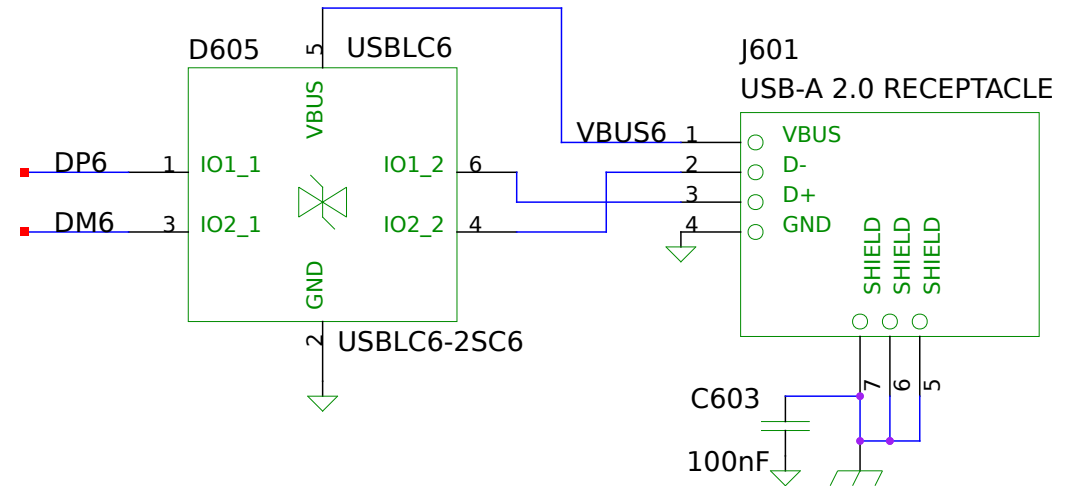 D605
USBLC6
5
VBUS
DP6
1
IO1_1
IO1_2
6
DM6
3
IO2_1
IO2_2
4
GND
2
USBLC6-2SC6
J601
USB-A 2.0 RECEPTACLE
VBUS6
1
VBUS
2
D-
3
D+
4
GND
SHIELD
SHIELD
SHIELD
7
6
5
C603
100nF